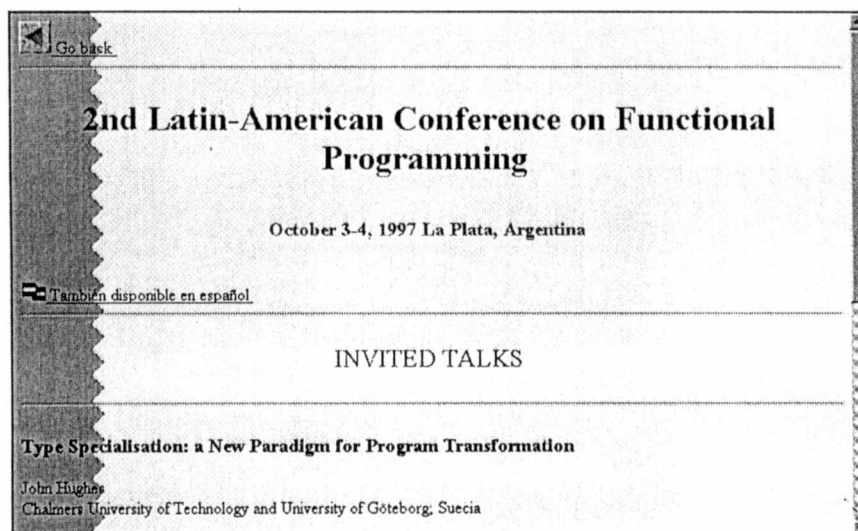 Go back
2nd Latin-American Conference on Functional
Programming
October 3-4, 1997 La Plata, Argentina
También disponible en español
INVITED TALKS
Type Specialisation: a New Paradigm for Program Transformation
John Hughes
Chalmers University of Technology and University of Göteborg; Suecia